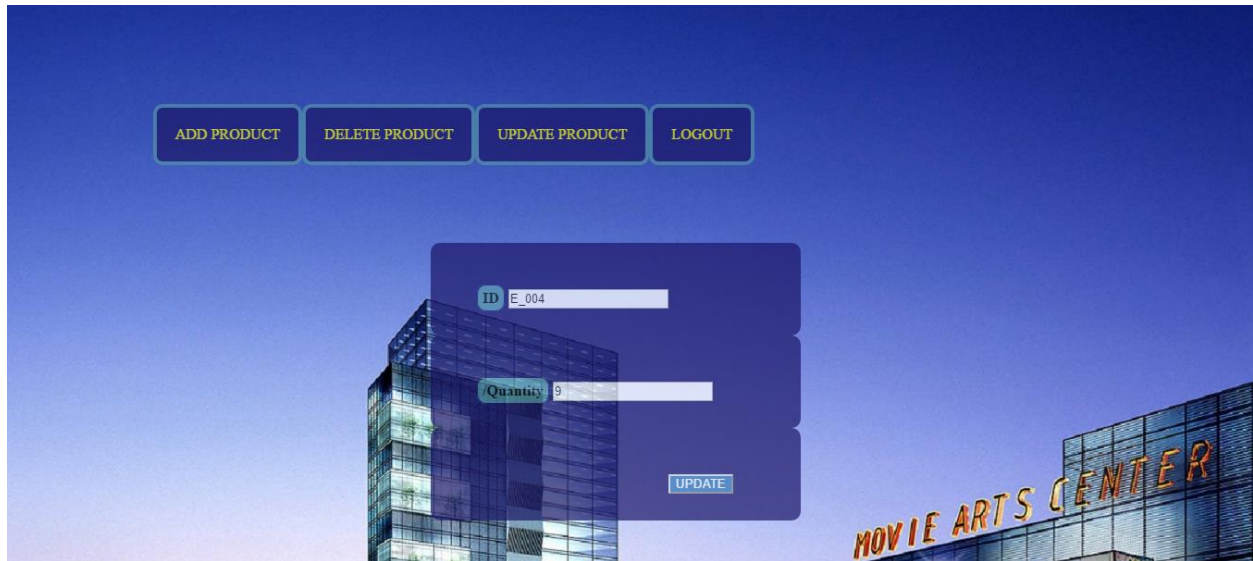 ADD PRODUCT DELETE PRODUCT UPDATE PRODUCT LOGOUT
ID E_004
/Quantity 9
UPDATE
MOVIE ARTS CENTER